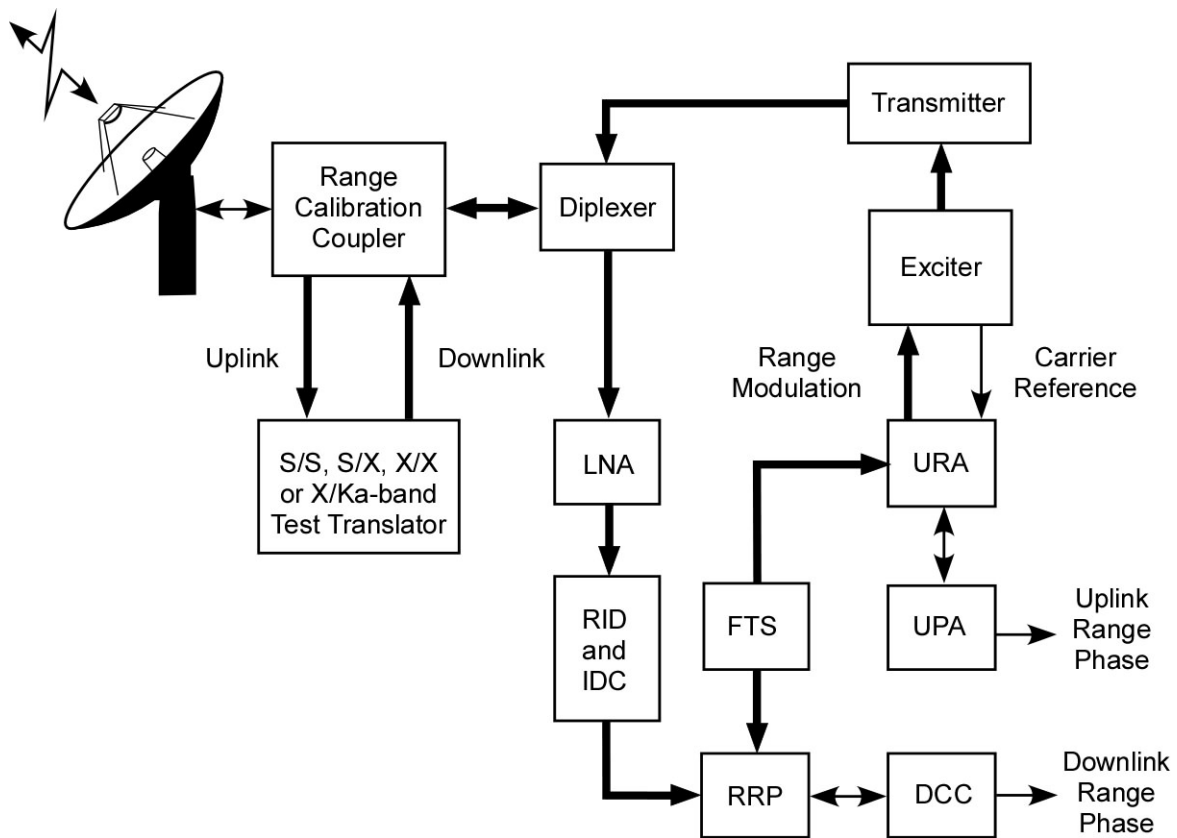 Transmitter
Range
Calibration
Coupler
Diplexer
Exciter
Uplink
Downlink
Range
Modulation
Carrier
Reference
S/S, S/X, X/X
or X/Ka-band
Test Translator
LNA
URA
RID
and
IDC
FTS
UPA
Uplink
Range
Phase
RRP
DCC
Downlink
Range
Phase